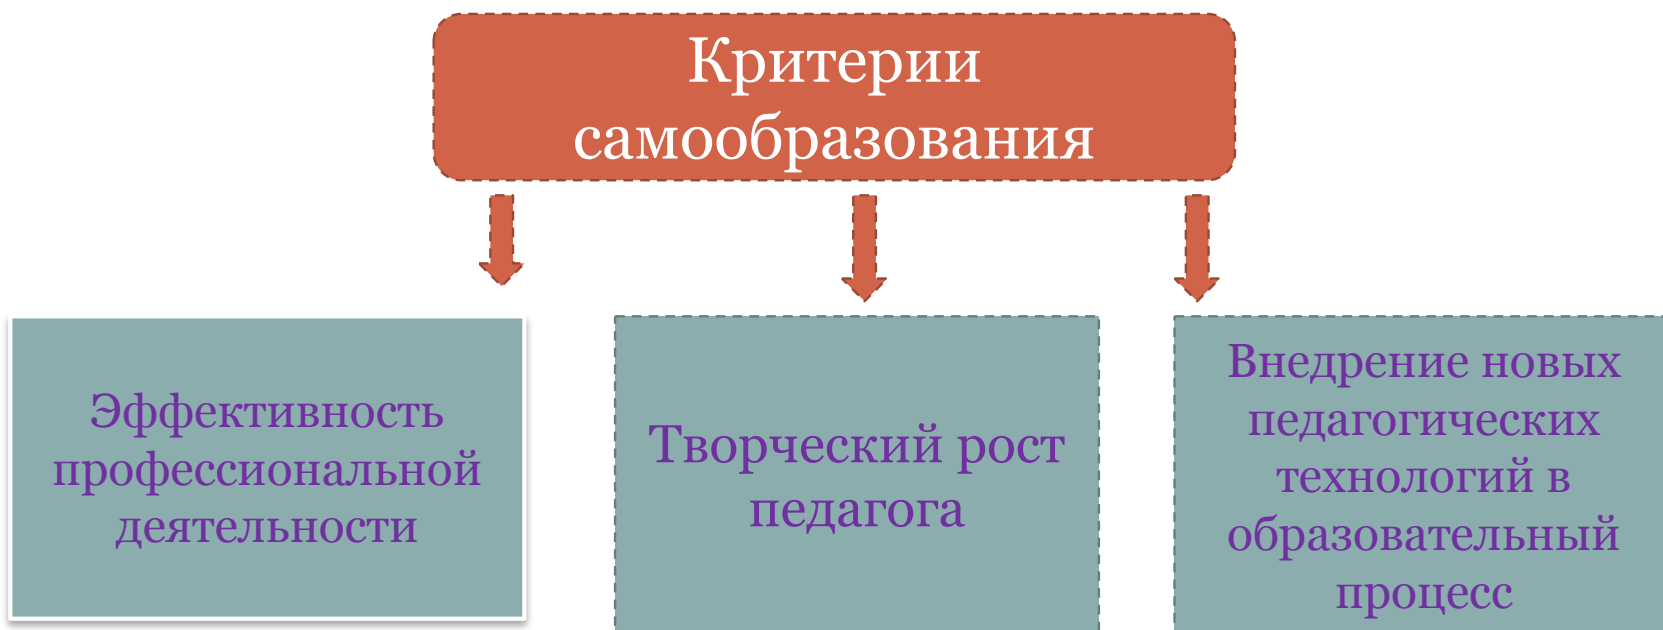 Критерии
самообразования
Эффективность
профессиональной
деятельности
Творческий рост
педагога
Внедрение новых
педагогических
технологий в
образовательный
процесс